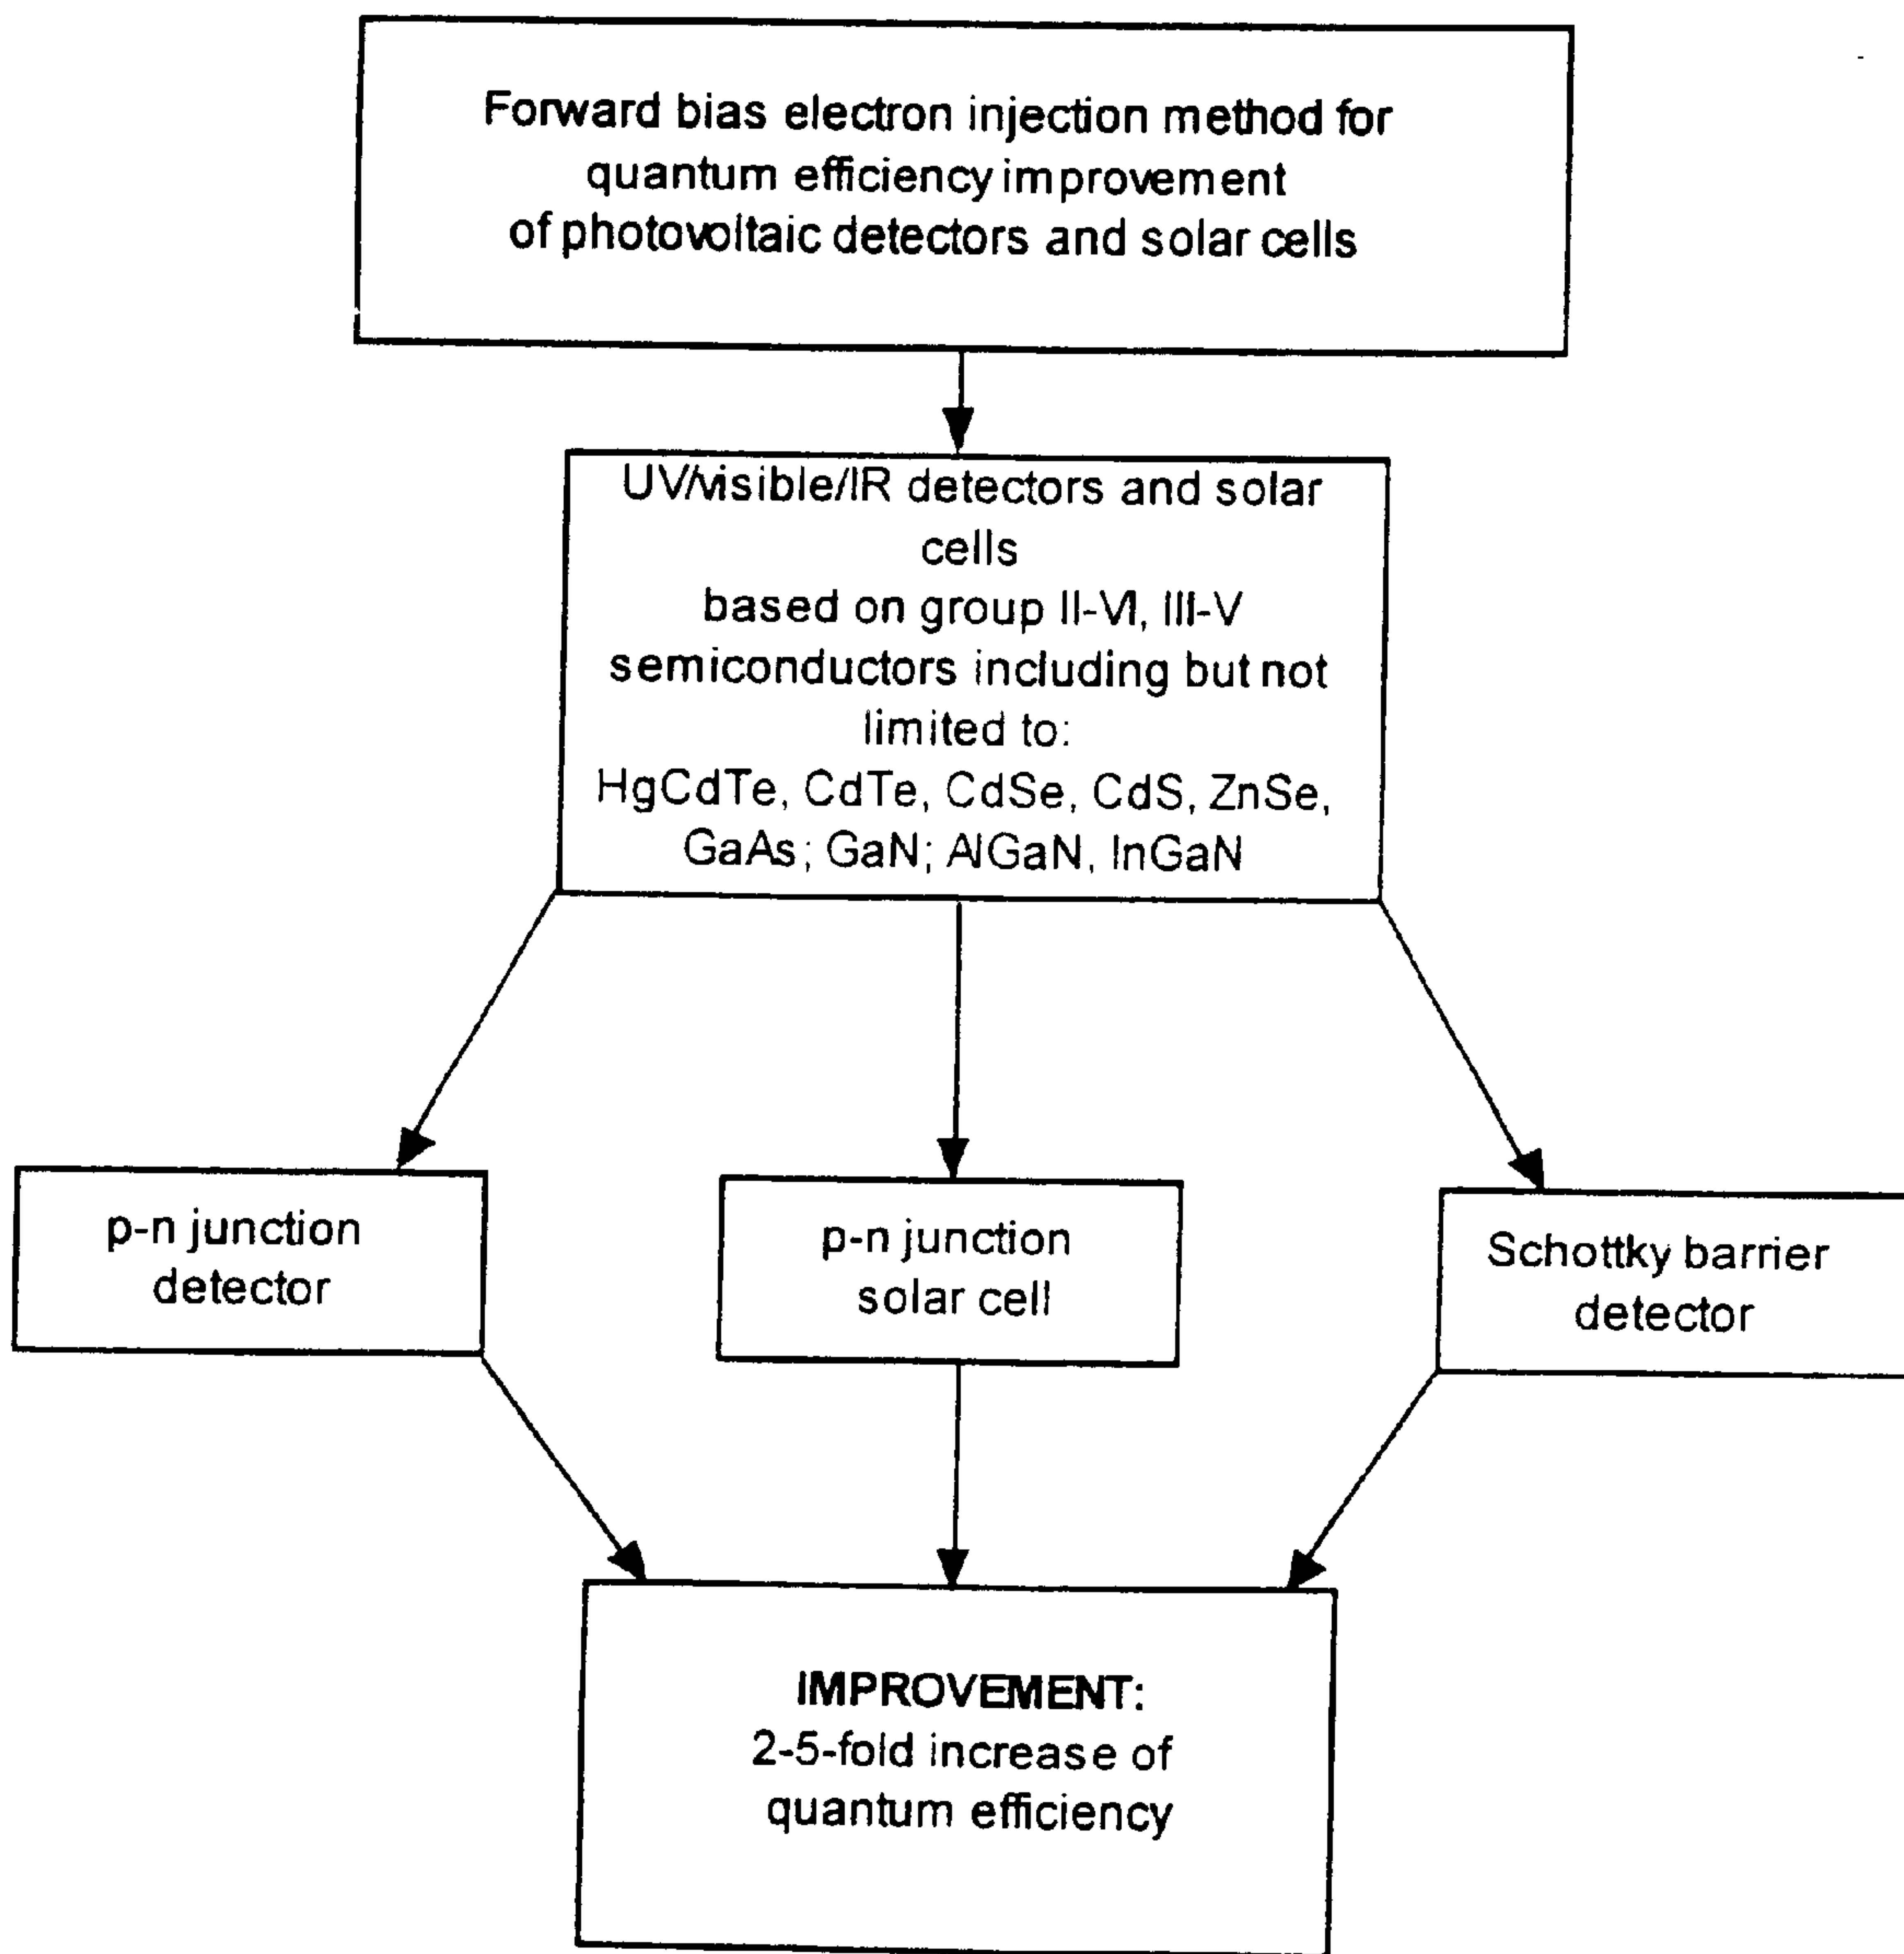 Forward bias electron injection method for
quantum efficiency improvement
of photovoltaic detectors and solar cells
UV/visible/IR detectors and solar
cells
based on group II-VI, III-V
semiconductors including but not
limited to:
HgCdTe, CdTe, CdSe, CdS, ZnSe,
GaAs; GaN; AlGaN, InGaN
p-n junction
detector
p-n junction
solar cell
Schottky barrier
detector
IMPROVEMENT:
2-5-fold increase of
quantum efficiency